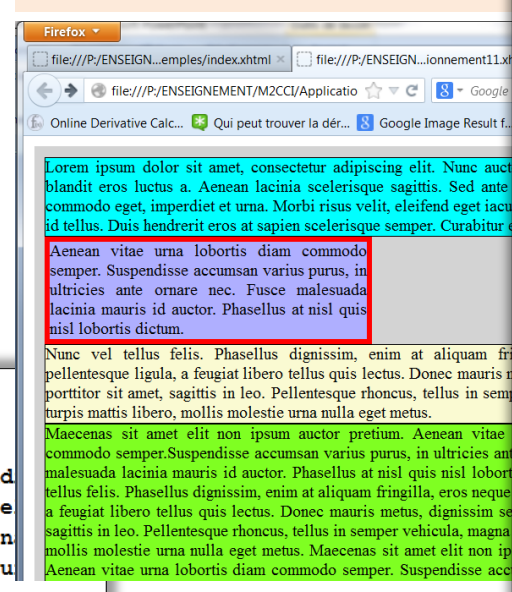 Firefox
file:///P:/ENSEIGN...emples/index.xhtml × file:///P:/ENSEIGN...ionnement11.xh
file:///P:/ENSEIGNEMENT/M2CCI/Applicatio 8 Google
Online Derivative Calc... Qui peut trouver la dér... 8 Google Image Result f...
Lorem ipsum dolor sit amet, consectetur adipiscing elit. Nunc auct
blandit eros luctus a. Aenean lacinia scelerisque sagittis. Sed ante
commodo eget, imperdiet et urna. Morbi risus velit, eleifend eget iacu
id tellus. Duis hendrerit eros at sapien scelerisque semper. Curabitur e
Aenean vitae urna lobortis diam commodo
semper. Suspendisse accumsan varius purus, in
ultricies ante ornare nec. Fusce malesuada
lacinia mauris id auctor. Phasellus at nisl quis
nisl lobortis dictum.
Nunc vel tellus felis. Phasellus dignissim, enim at aliquam fri
pellentesque ligula, a feugiat libero tellus quis lectus. Donec mauris m
porttitor sit amet, sagittis in leo. Pellentesque rhoncus, tellus in semp
turpis mattis libero, mollis molestie urna nulla eget metus.
Maecenas sit amet elit non ipsum auctor pretium. Aenean vitae
commodo semper.Suspendisse accumsan varius purus, in ultricies ant
malesuada lacinia mauris id auctor. Phasellus at nisl quis nisl lobort
tellus felis. Phasellus dignissim, enim at aliquam fringilla, eros neque
a feugiat libero tellus quis lectus. Donec mauris metus, dignissim se
sagittis in leo. Pellentesque rhoncus, tellus in semper vehicula, magna
mollis molestie urna nulla eget metus. Maecenas sit amet elit non ip
Aenean vitae urna lobortis diam commodo semper. Suspendisse acc
d
e
n
u